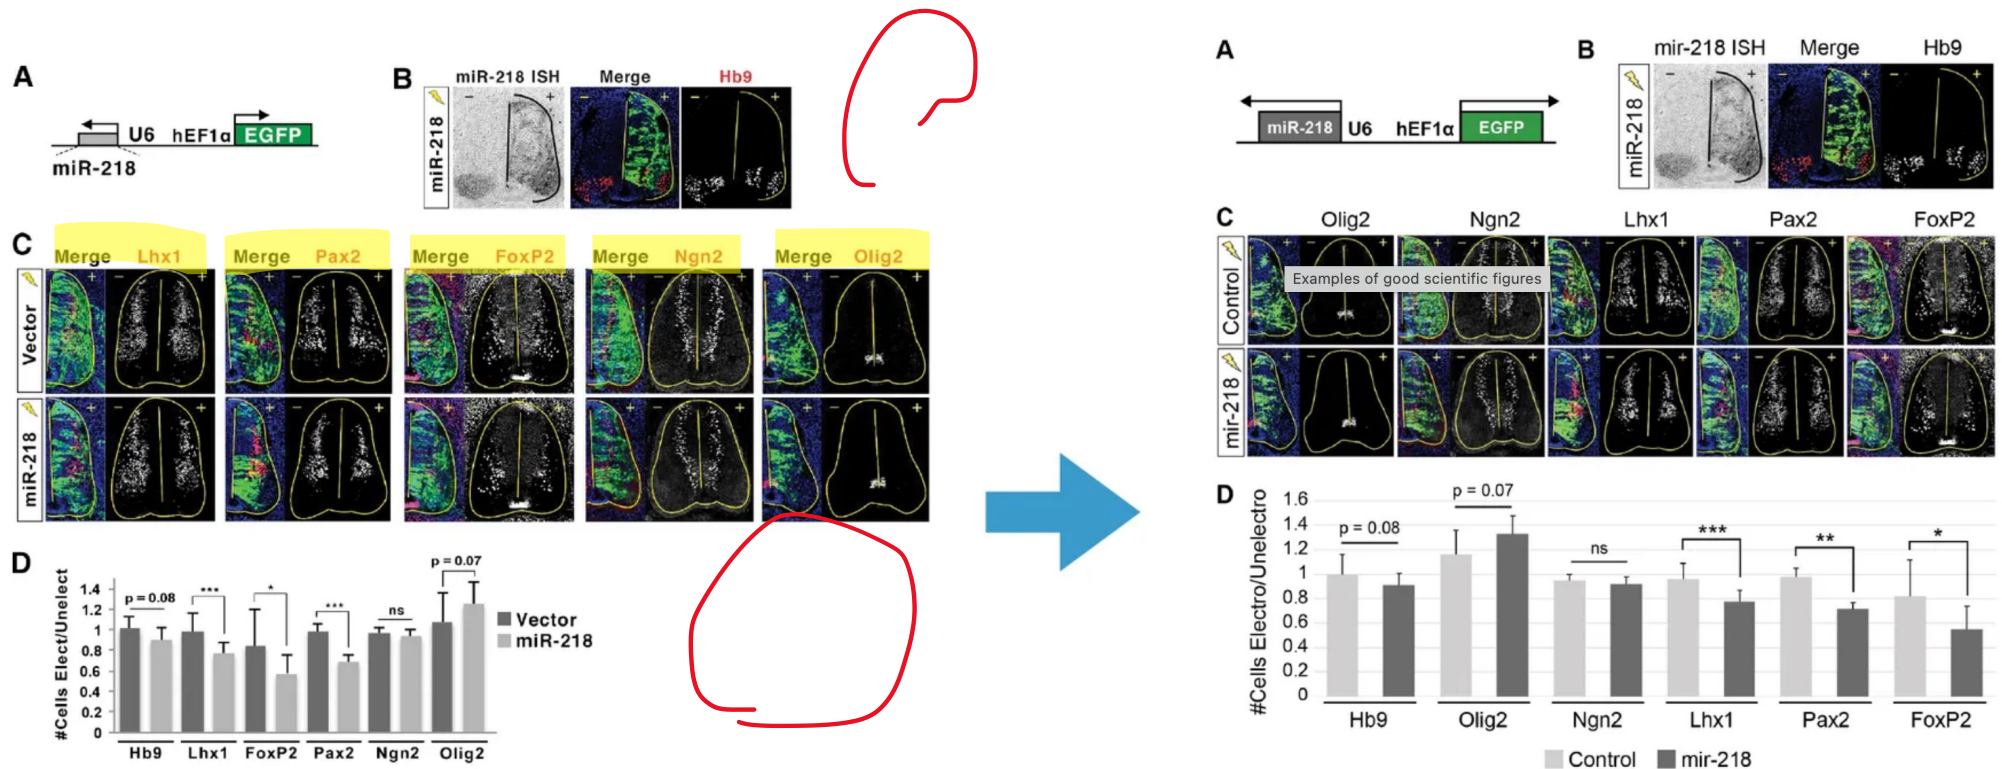 A
U6 hEF1α EGFP
miR-218
B
miR-218 ISH Merge Hb9
miR-218
- +
C
Merge Lhx1 Merge Pax2 Merge FoxP2 Merge Ngn2 Merge Olig2
Vector
+ - + + - + + - + + - + + - +
miR-218
+ - + + - + + - + + - + + - +
D
#Cells Elect/Unelect
1.4
1.2
1
0.8
0.6
0.4
0.2
0
p = 0.08 *** * *** ns p = 0.07
Hb9 Lhx1 FoxP2 Pax2 Ngn2 Olig2
Vector
miR-218
A
miR-218 U6 hEF1α EGFP
B
mir-218 ISH Merge Hb9
miR-218
- + - + - +
C
Olig2 Ngn2 Lhx1 Pax2 FoxP2
Control
+ - + + - + + - + + - + + - +
Examples of good scientific figures
mir-218
+ - + + - + + - + + - + + - +
D
#Cells Electro/Unelectro
1.6
1.4
1.2
1
0.8
0.6
0.4
0.2
0
p = 0.08 p = 0.07 ns *** ** *
Hb9 Olig2 Ngn2 Lhx1 Pax2 FoxP2
Control mir-218